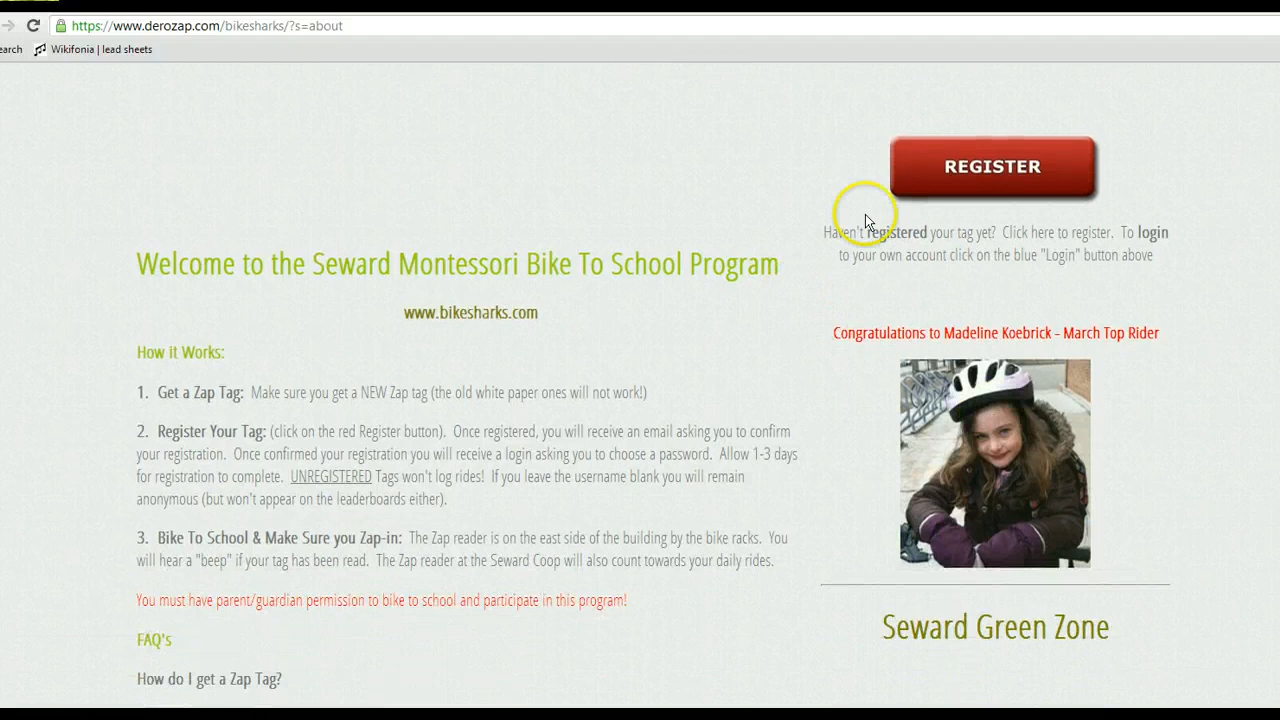 https://www.derozap.com/bikesharks/?s=about
earch Wikifonia | lead sheets
REGISTER
Haven't registered your tag yet? Click here to register. To login
to your own account click on the blue "Login" button above
Welcome to the Seward Montessori Bike To School Program
www.bikesharks.com
Congratulations to Madeline Koebrick - March Top Rider
How it Works:
1. Get a Zap Tag: Make sure you get a NEW Zap tag (the old white paper ones will not work!)
2. Register Your Tag: (click on the red Register button). Once registered, you will receive an email asking you to confirm
your registration. Once confirmed your registration you will receive a login asking you to choose a password. Allow 1-3 days
for registration to complete. UNREGISTERED Tags won't log rides! If you leave the username blank you will remain
anonymous (but won't appear on the leaderboards either).
3. Bike To School & Make Sure you Zap-in: The Zap reader is on the east side of the building by the bike racks. You
will hear a "beep" if your tag has been read. The Zap reader at the Seward Coop will also count towards your daily rides.
You must have parent/guardian permission to bike to school and participate in this program!
FAQ's
How do I get a Zap Tag?
Seward Green Zone